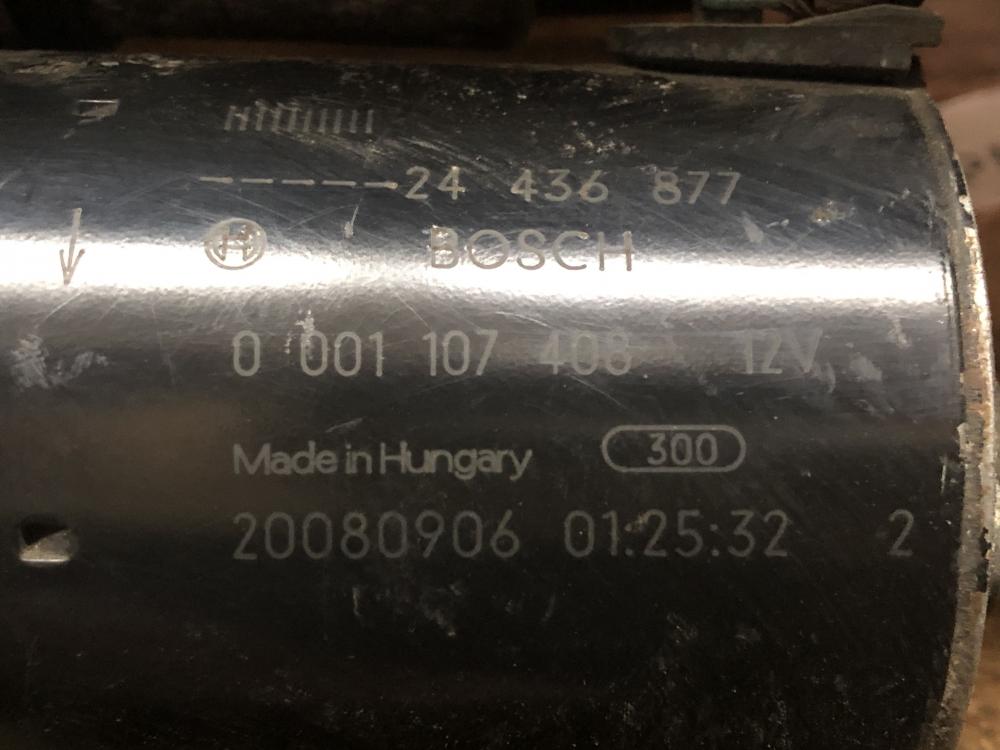 -----24 436 877
BOSCH
0 001 107 408 12V
Made in Hungary 300
20080906 01:25:32 2